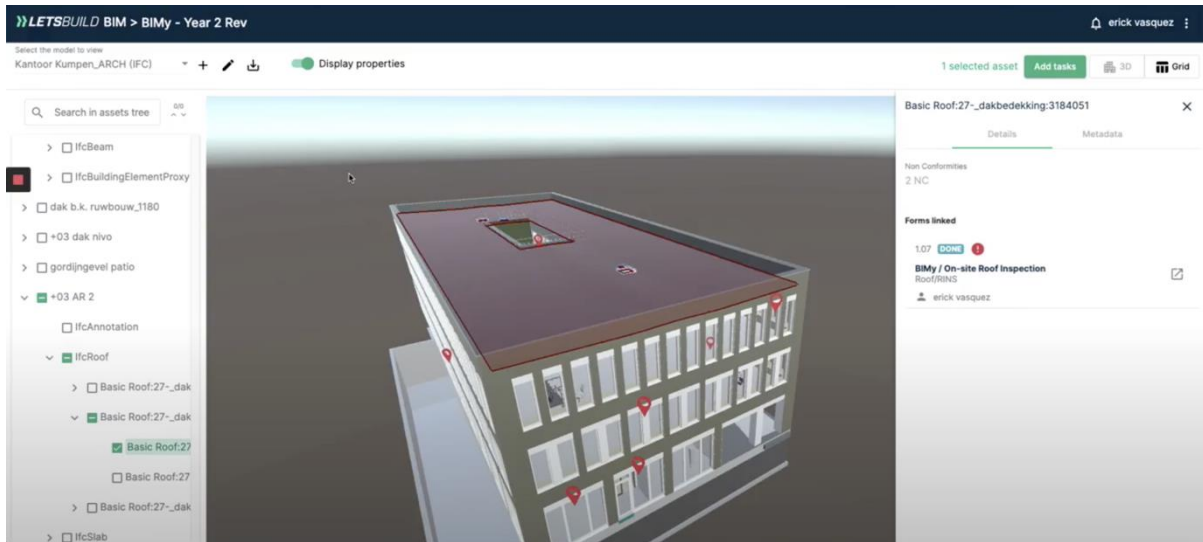 LETSBUILD BIM > BIMy - Year 2 Rev
erick vasquez
Select the model to view
Kantoor Kumpen_ARCH (IFC)
Display properties
1 selected asset
Add tasks
3D
Grid
Search in assets tree
0/0
IfcBeam
IfcBuildingElementProxy
dak b.k. ruwbouw_1180
+03 dak nivo
gordijngevel patio
+03 AR 2
IfcAnnotation
IfcRoof
Basic Roof:27-_dak
Basic Roof:27-_dak
Basic Roof:27
Basic Roof:27
Basic Roof:27-_dak
IfcSlab
Basic Roof:27-_dakbedekking:3184051
Details
Metadata
Non Conformities
2 NC
Forms linked
1.07 DONE
BIMy / On-site Roof Inspection
Roof/RINS
erick vasquez